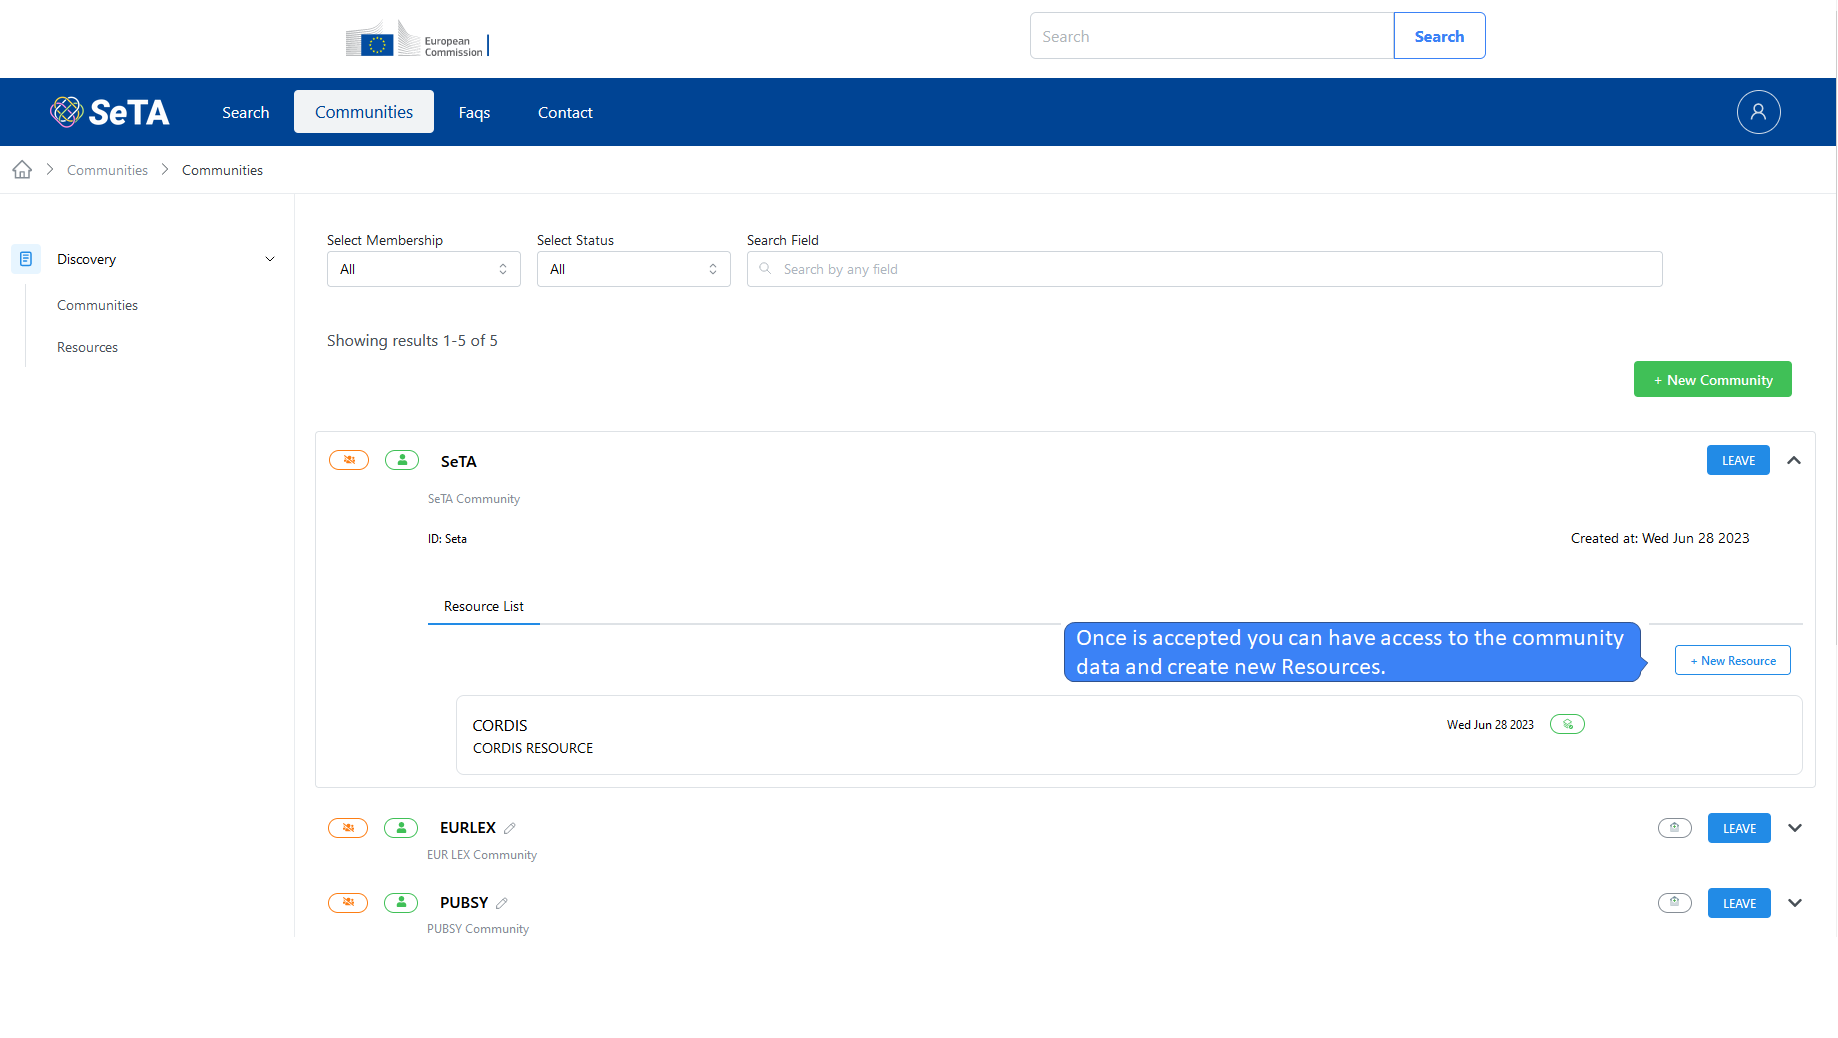 European
Commission
Search
Search
SeTA
Search
Communities
Faqs
Contact
Communities
Communities
Discovery
Communities
Resources
Select Membership
Select Status
Search Field
All
All
Search by any field
Showing results 1-5 of 5
+ New Community
SeTA
LEAVE
SeTA Community
ID: Seta
Created at: Wed Jun 28 2023
Resource List
Once is accepted you can have access to the community
data and create new Resources.
+ New Resource
CORDIS
Wed Jun 28 2023
CORDIS RESOURCE
EURLEX
LEAVE
EUR LEX Community
PUBSY
LEAVE
PUBSY Community